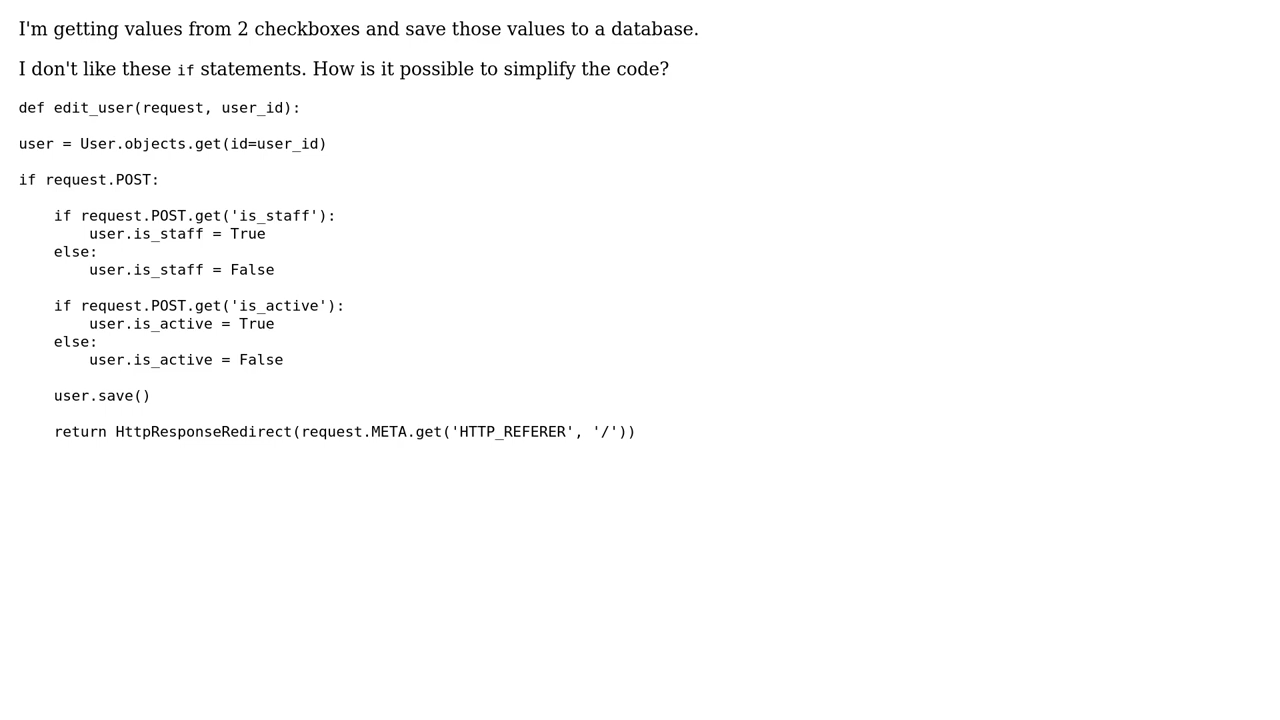 I'm getting values from 2 checkboxes and save those values to a database.
I don't like these if statements. How is it possible to simplify the code?
def edit_user(request, user_id):
user = User.objects.get(id=user_id)
if request.POST:
    if request.POST.get('is_staff'):
        user.is_staff = True
    else:
        user.is_staff = False
    if request.POST.get('is_active'):
        user.is_active = True
    else:
        user.is_active = False
    user.save()
    return HttpResponseRedirect(request.META.get('HTTP_REFERER', '/'))